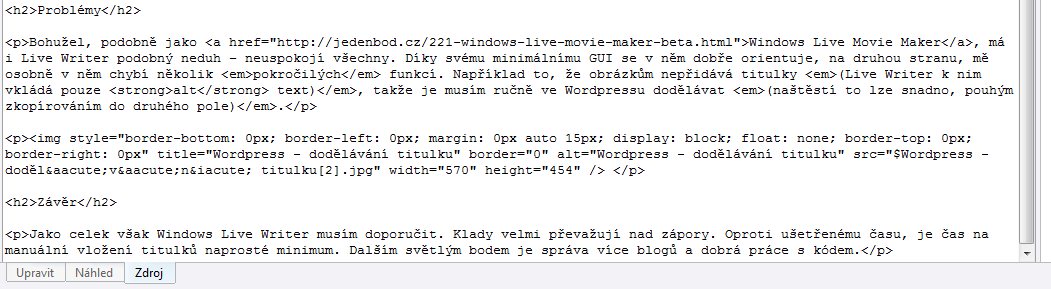 <h2>Problémy</h2>
<p>Bohužel, podobně jako <a href="http://jedenbod.cz/221-windows-live-movie-maker-beta.html">Windows Live Movie Maker</a>, má
i Live Writer podobný neduh - neuspokojí všechny. Díky svému minimálnímu GUI se v něm dobře orientuje, na druhou stranu, mě
osobně v něm chybí několik <em>pokročilých</em> funkcí. Například to, že obrázkům nepřidává titulky <em>(Live Writer k nim
vkládá pouze <strong>alt</strong> text)</em>, takže je musím ručně ve Wordpressu dodělávat <em>(naštěstí to lze snadno, pouhým
zkopírováním do druhého pole)</em>.</p>
<p><img style="border-bottom: 0px; border-left: 0px; margin: 0px auto 15px; display: block; float: none; border-top: 0px;
border-right: 0px" title="Wordpress - dodělávání titulku" border="0" alt="Wordpress - dodělávání titulku" src="$Wordpress -
doděl&aacute;v&aacute;n&iacute; titulku[2].jpg" width="570" height="454" /> </p>
<h2>Závěr</h2>
<p>Jako celek však Windows Live Writer musím doporučit. Klady velmi převažují nad zápory. Oproti ušetřenému času, je čas na
manuální vložení titulků naprosté minimum. Dalším světlým bodem je správa více blogů a dobrá práce s kódem.</p>
Upravit Náhled Zdroj